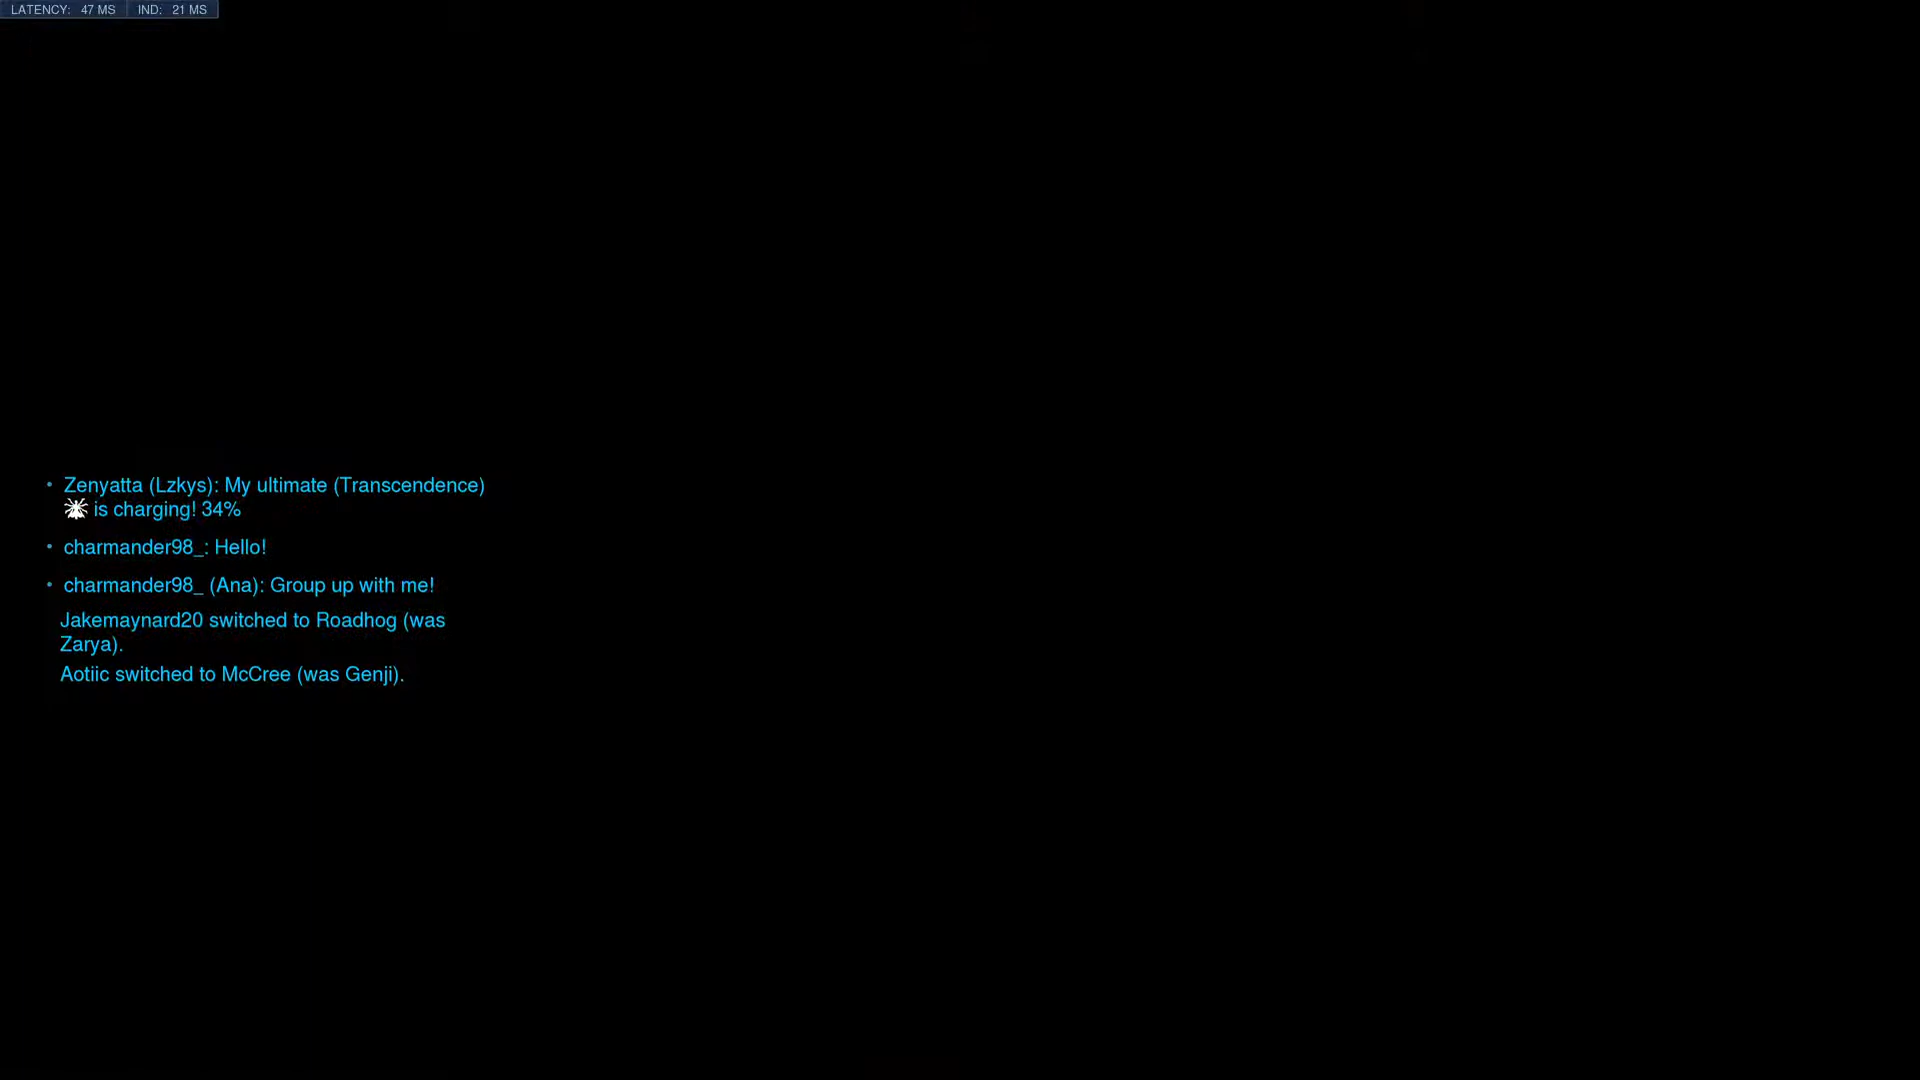 LATENCY: 47 MS IND: 21 MS
• Zenyatta (Lzkys): My ultimate (Transcendence)
is charging! 34%
• charmander98_: Hello!
• charmander98_ (Ana): Group up with me!
Jakemaynard20 switched to Roadhog (was
Zarya).
Aotiic switched to McCree (was Genji).